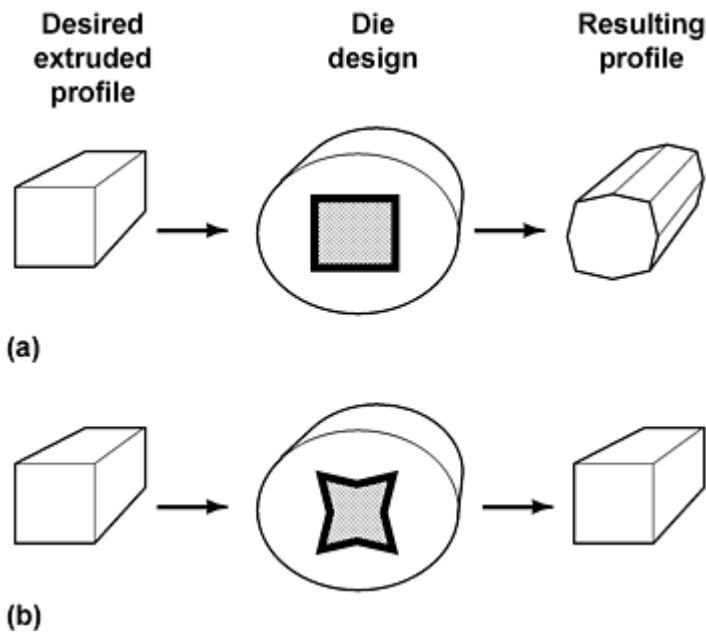 Desired
extruded
profile
Die
design
Resulting
profile
(a)
(b)